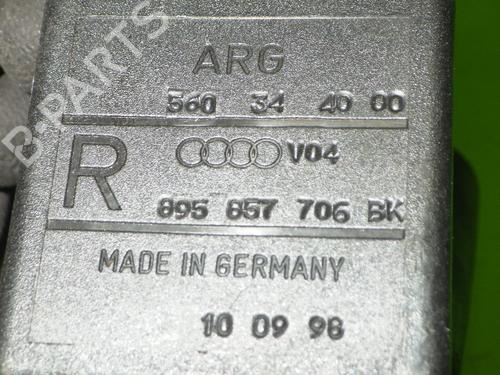 ARG
560 34 40 00
R V04
895 857 706 BK
MADE IN GERMANY
10 09 98
B-PARTS